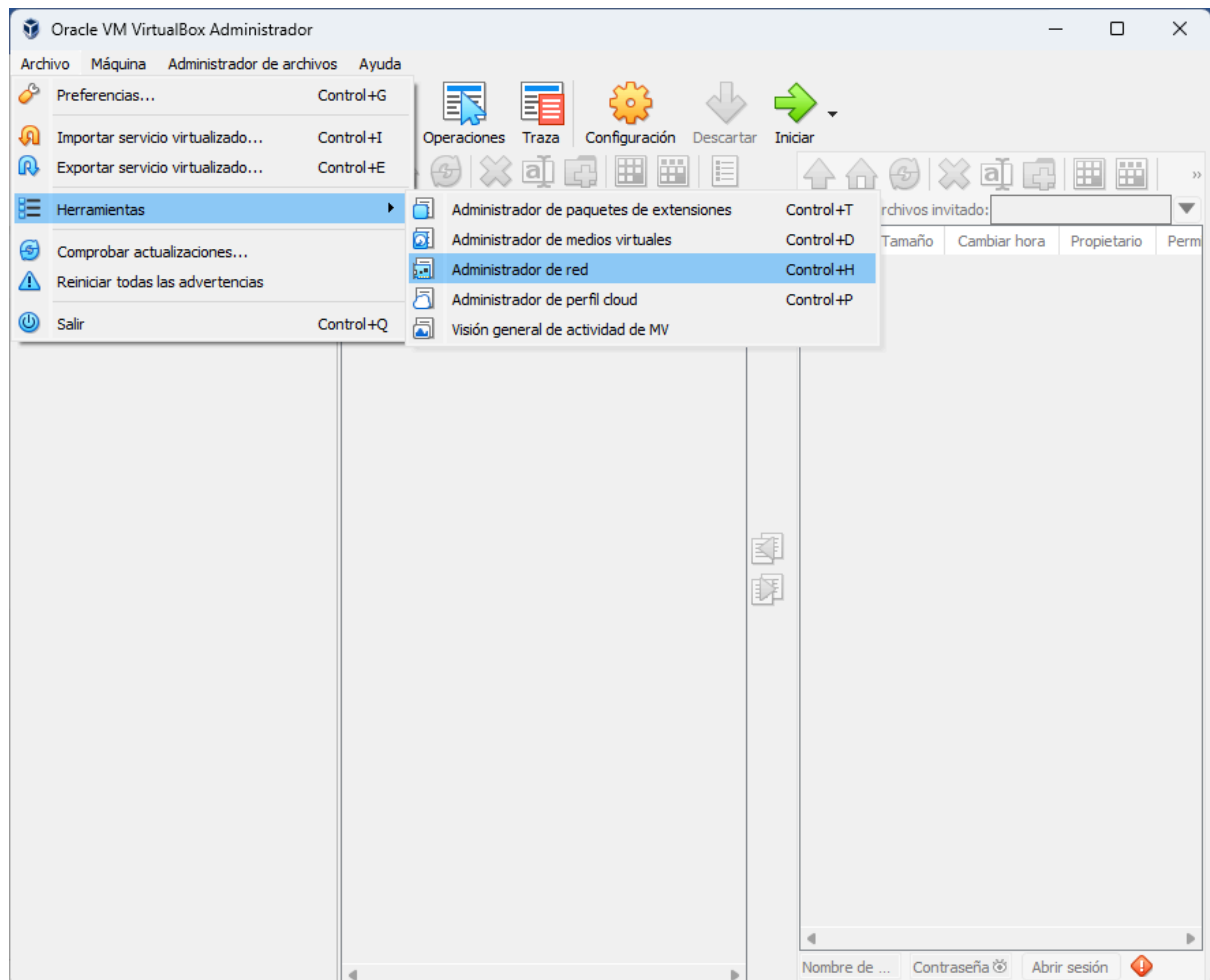 Oracle VM VirtualBox Administrador
Archivo Máquina Administrador de archivos Ayuda
Preferencias... Control+G
Importar servicio virtualizado... Control+I
Exportar servicio virtualizado... Control+E
Herramientas
Comprobar actualizaciones...
Reiniciar todas las advertencias
Salir Control+Q
Operaciones Traza Configuración Descartar Iniciar
»
Administrador de paquetes de extensiones Control+T
Administrador de medios virtuales Control+D
Administrador de red Control+H
Administrador de perfil cloud Control+P
Visión general de actividad de MV
rchivos invitado:
Tamaño Cambiar hora Propietario Perm
Nombre de ... Contraseña Abrir sesión